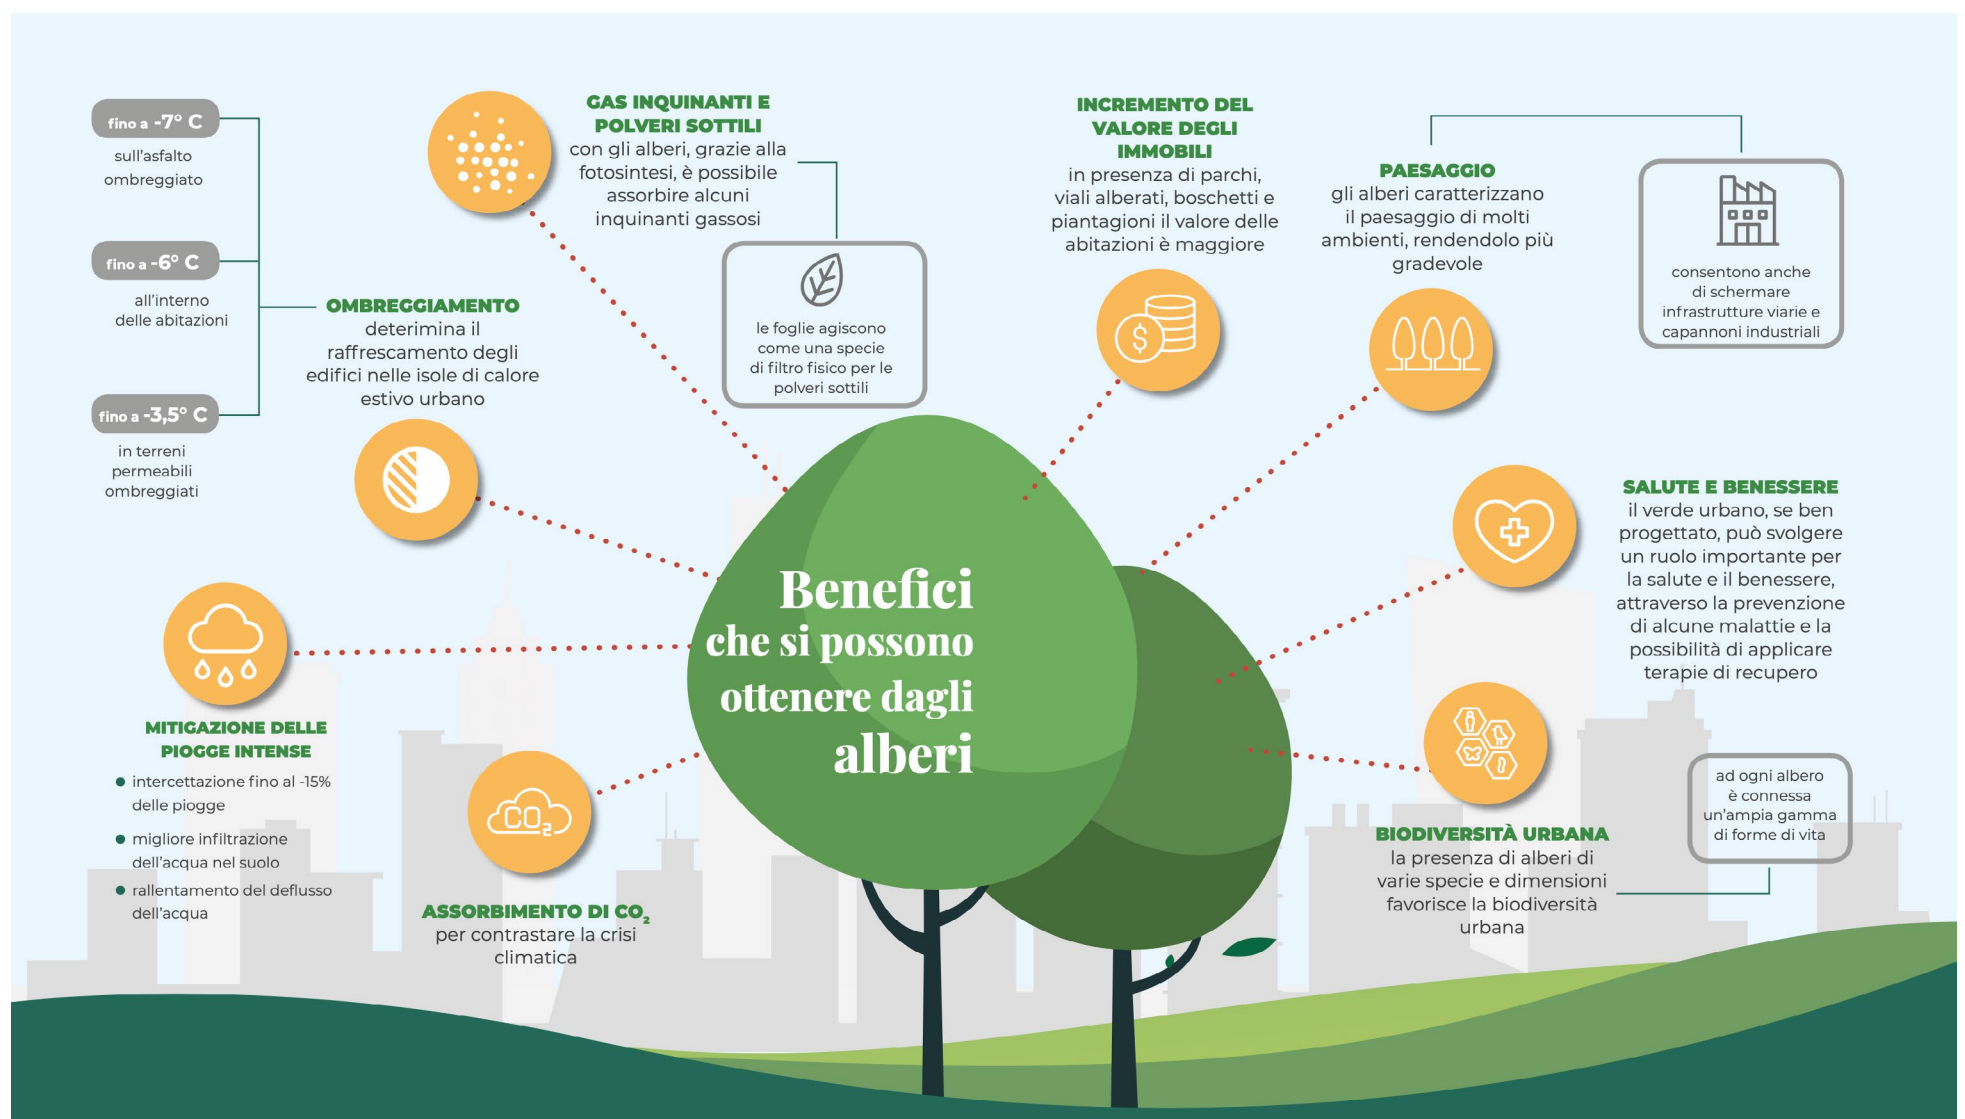 fino a -7° C
sull'asfalto
ombreggiato
fino a -6° C
all'interno
delle abitazioni
fino a -3,5° C
in terreni
permeabili
ombreggiati
OMBREGGIAMENTO
deterimina il
raffrescamento degli
edifici nelle isole di calore
estivo urbano
GAS INQUINANTI E
POLVERI SOTTILI
con gli alberi, grazie alla
fotosintesi, è possibile
assorbire alcuni
inquinanti gassosi
le foglie agiscono
come una specie
di filtro fisico per le
polveri sottili
INCREMENTO DEL
VALORE DEGLI
IMMOBILI
in presenza di parchi,
viali alberati, boschetti e
piantagioni il valore delle
abitazioni è maggiore
$
PAESAGGIO
gli alberi caratterizzano
il paesaggio di molti
ambienti, rendendolo più
gradevole
consentono anche
di schermare
infrastrutture viarie e
capannoni industriali
SALUTE E BENESSERE
il verde urbano, se ben
progettato, può svolgere
un ruolo importante per
la salute e il benessere,
attraverso la prevenzione
di alcune malattie e la
possibilità di applicare
terapie di recupero
Benefici
che si possono
ottenere dagli
alberi
MITIGAZIONE DELLE
PIOGGE INTENSE
● intercettazione fino al -15%
delle piogge
● migliore infiltrazione
dell'acqua nel suolo
● rallentamento del deflusso
dell'acqua
CO₂
ASSORBIMENTO DI CO₂
per contrastare la crisi
climatica
BIODIVERSITÀ URBANA
la presenza di alberi di
varie specie e dimensioni
favorisce la biodiversità
urbana
ad ogni albero
è connessa
un'ampia gamma
di forme di vita